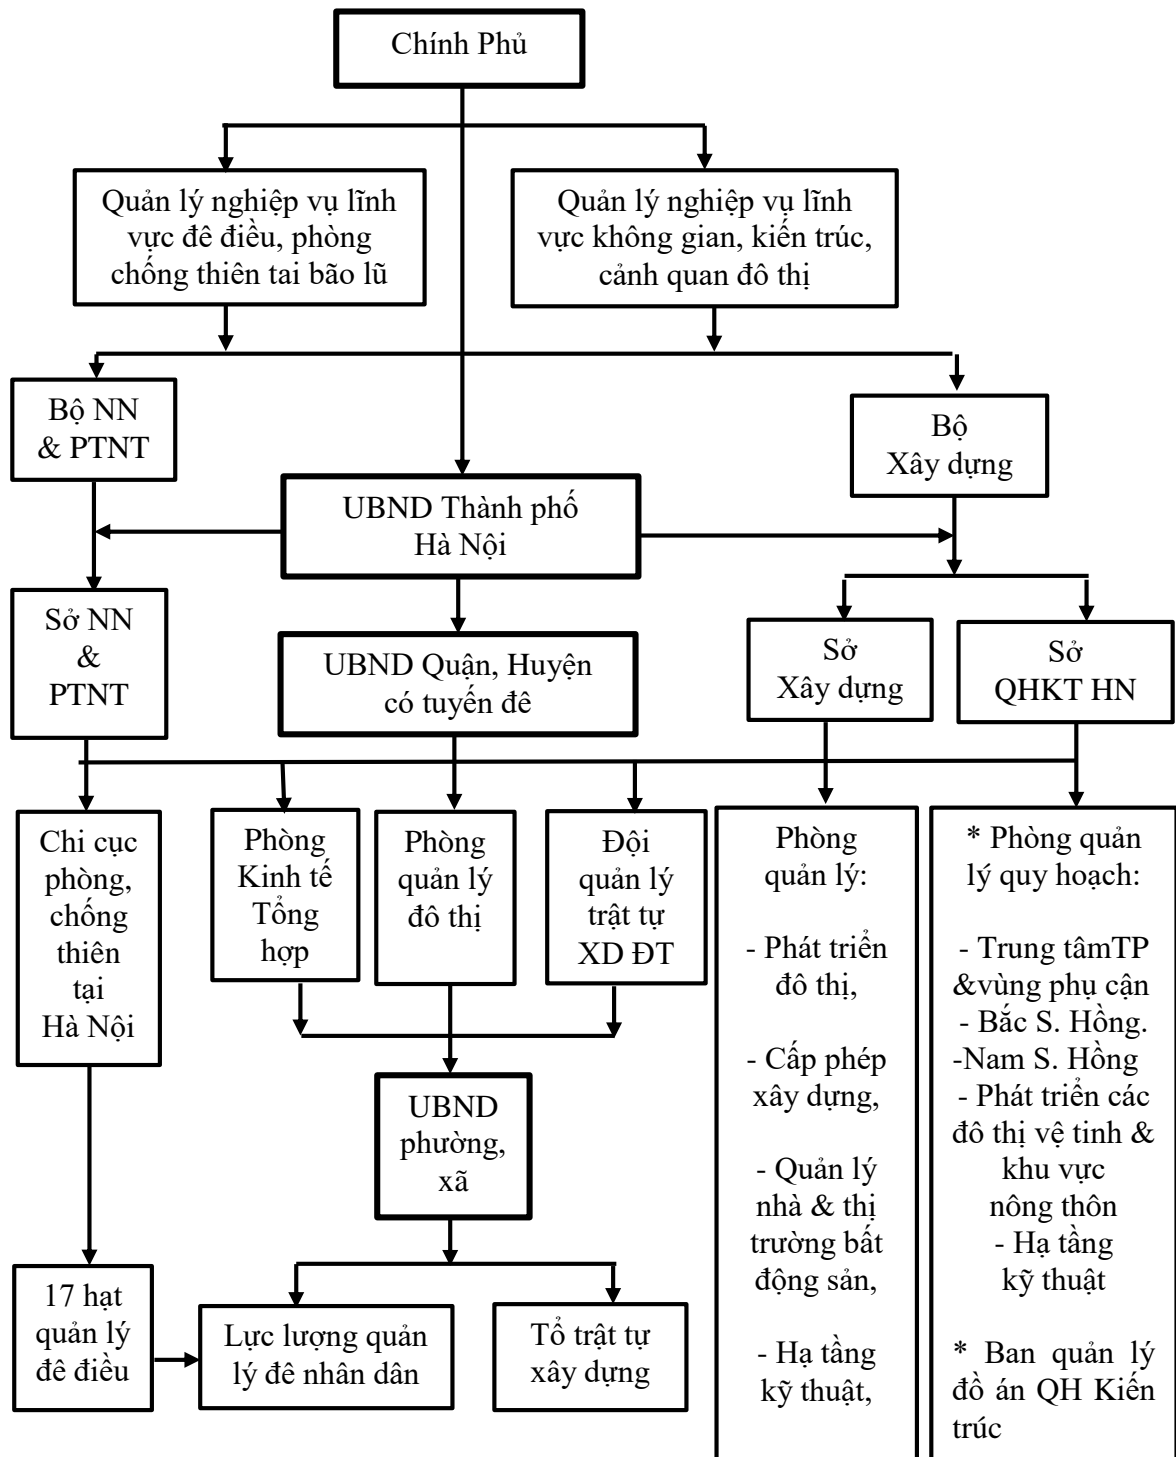 Chính Phủ
Quản lý nghiệp vụ lĩnh
vực đê điều, phòng
chống thiên tai bão lũ
Quản lý nghiệp vụ lĩnh
vực không gian, kiến trúc,
cảnh quan đô thị
Bộ NN
& PTNT
Bộ
Xây dựng
UBND Thành phố
Hà Nội
Sở NN
&
PTNT
UBND Quận, Huyện
có tuyến đê
Sở
Xây dựng
Sở
QHKT HN
Chi cục
phòng,
chống
thiên
tại
Hà Nội
Phòng
Kinh tế
Tổng
hợp
Phòng
quản lý
đô thị
Đội
quản lý
trật tự
XD ĐT
Phòng
quản lý:
- Phát triển
đô thị,
- Cấp phép
xây dựng,
- Quản lý
nhà & thị
trường bất
động sản,
- Hạ tầng
kỹ thuật,
* Phòng quản
lý quy hoạch:
- Trung tâmTP
&vùng phụ cận
- Bắc S. Hồng.
-Nam S. Hồng
- Phát triển các
đô thị vệ tinh &
khu vực
nông thôn
- Hạ tầng
kỹ thuật
* Ban quản lý
đồ án QH Kiến
trúc
UBND
phường,
xã
17 hạt
quản lý
đê điều
Lực lượng quản
lý đê nhân dân
Tổ trật tự
xây dựng